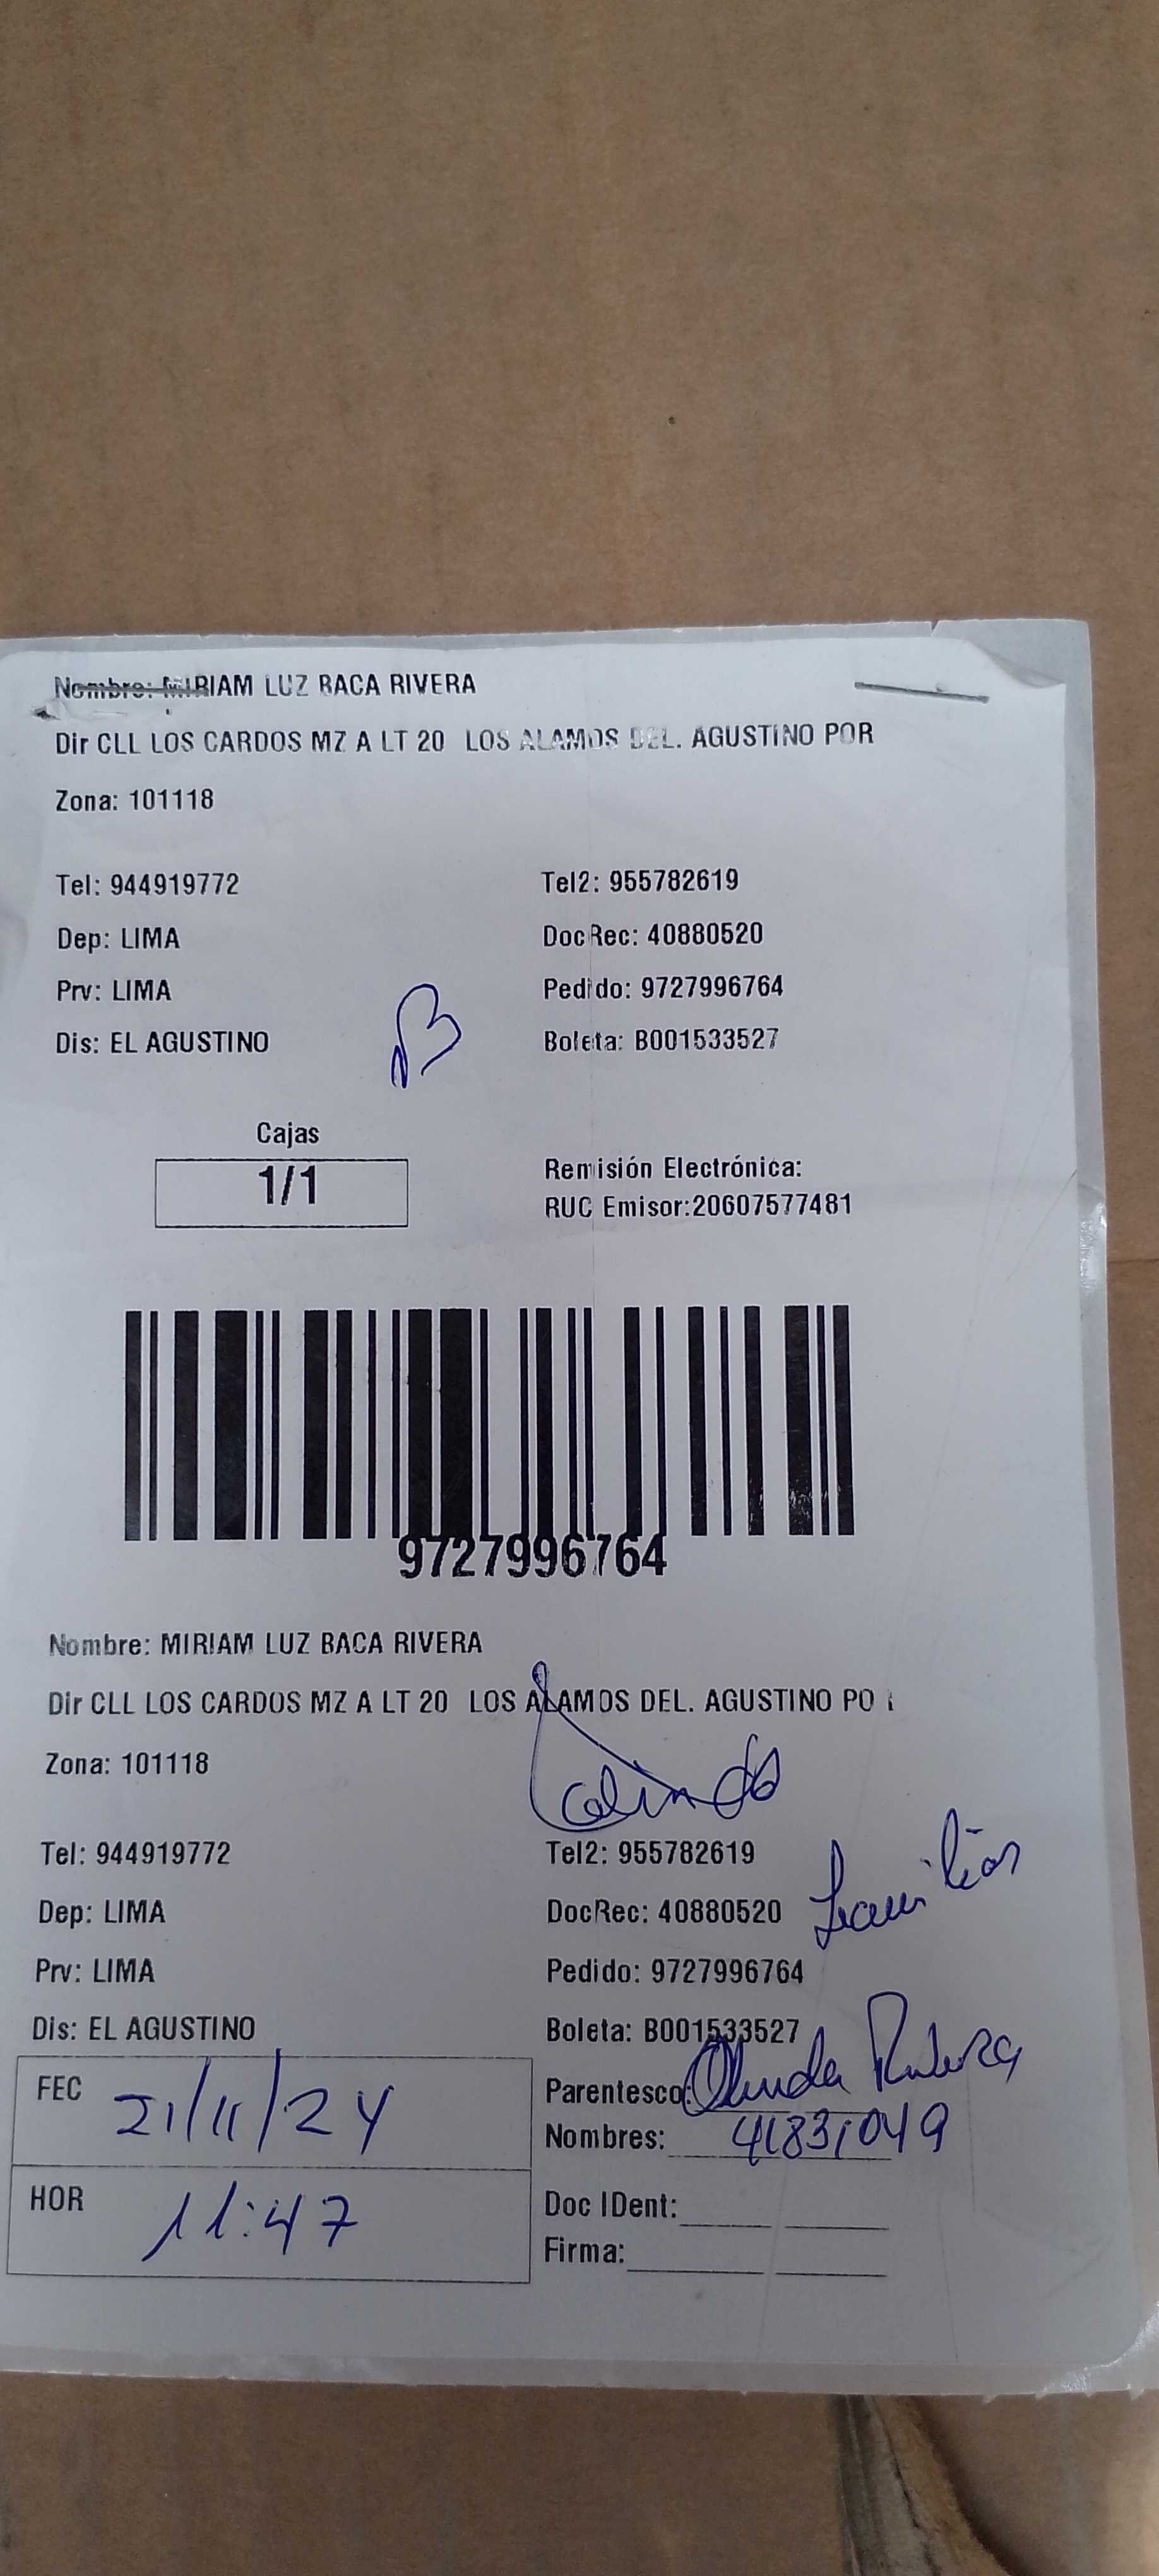 Nombre: MIRIAM LUZ BACA RIVERA
Dir CLL LOS CARDOS MZ A LT 20 LOS ALAMOS DEL. AGUSTINO POR
Zona: 101118
Tel: 944919772 Tel2: 955782619
Dep: LIMA DocRec: 40880520
Prv: LIMA Pedido: 9727996764
Dis: EL AGUSTINO Boleta: B001533527
Cajas
1/1
Remisión Electrónica:
RUC Emisor:20607577481
9727996764
Nombre: MIRIAM LUZ BACA RIVERA
Dir CLL LOS CARDOS MZ A LT 20 LOS ALAMOS DEL. AGUSTINO PO
Zona: 101118
Tel: 944919772 Tel2: 955782619
Dep: LIMA DocRec: 40880520
Familiar
Prv: LIMA Pedido: 9727996764
Dis: EL AGUSTINO Boleta: B001533527
FEC 21/11/24
Parentesco: Olinda Rivera
Nombres: 41831049
HOR 11:47
Doc IDent:
Firma: